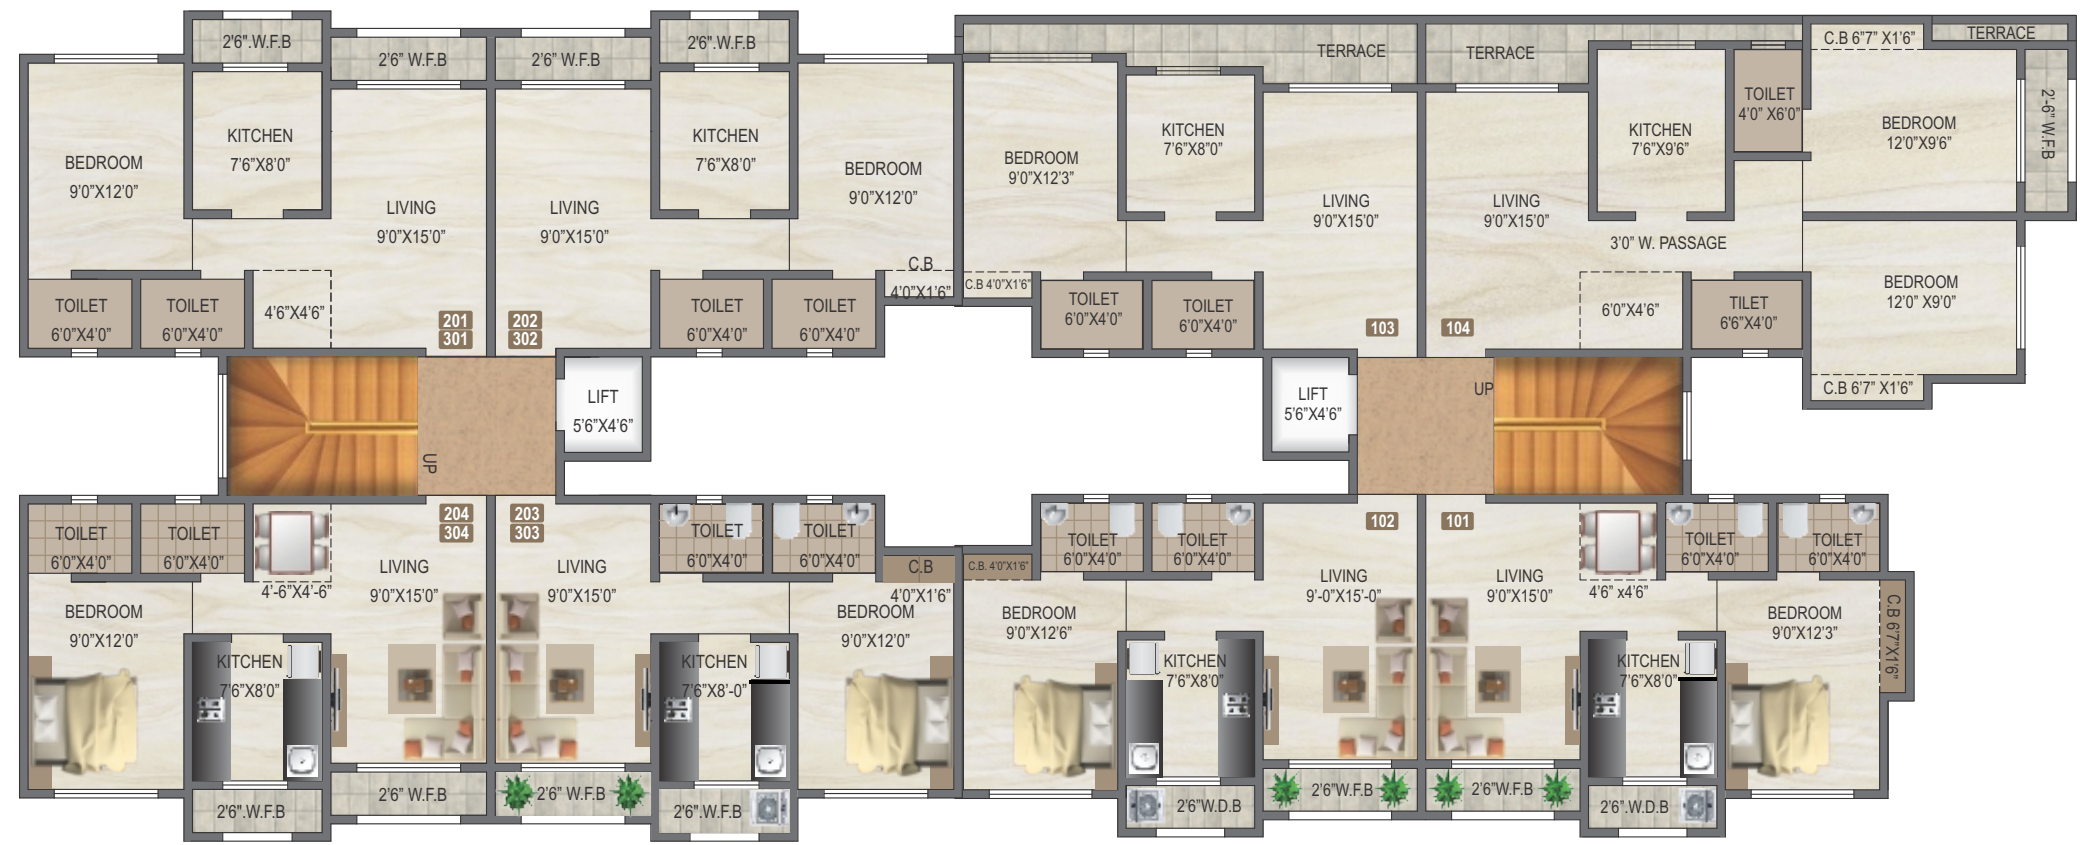 2'6".W.F.B
2'6" W.F.B
2'6" W.F.B
2'6".W.F.B
TERRACE
TERRACE
C.B 6"7" X1'6"
TERRACE
KITCHEN
7'6"X8'0"
KITCHEN
7'6"X8'0"
KITCHEN
7'6"X8"0"
KITCHEN
7'6"X9'6"
TOILET
4'0" X6'0"
BEDROOM
12'0"X9'6"
2'-6" W.F.B
BEDROOM
9'0"X12'0"
LIVING
9'0"X15'0"
LIVING
9'0"X15'0"
BEDROOM
9'0"X12'0"
BEDROOM
9'0"X12'3"
LIVING
9'0"X15'0"
LIVING
9'0"X15'0"
3'0" W. PASSAGE
BEDROOM
12'0" X9'0"
TOILET
6'0"X4'0"
TOILET
6'0"X4'0"
4'6"X4'6"
201
301
202
302
TOILET
6'0"X4'0"
TOILET
6'0"X4'0"
C.B
4'0"X1'6"
C.B 4'0"X1'6"
TOILET
6'0"X4'0"
TOILET
6'0"X4'0"
103
104
6'0"X4'6"
TILET
6'6"X4'0"
C.B 6'7" X1'6"
UP
LIFT
5'6"X4'6"
LIFT
5'6"X4'6"
UP
TOILET
6'0"X4'0"
TOILET
6'0"X4'0"
4'-6"X4'-6"
204
304
203
303
LIVING
9'0"X15'0"
LIVING
9'0"X15'0"
TOILET
6'0"X4'0"
TOILET
6'0"X4'0"
C.B
4'0"X1'6"
C.B. 4'0"X1'6"
TOILET
6'0"X4'0"
TOILET
6'0"X4'0"
102
101
LIVING
9'-0"X15'-0"
LIVING
9'0"X15'0"
4'6" x4'6"
TOILET
6'0"X4'0"
TOILET
6'0"X4'0"
BEDROOM
9'0"X12'0"
KITCHEN
7'6"X8'0"
KITCHEN
7'6"X8'-0"
BEDROOM
9'0"X12'0"
BEDROOM
9'0"X12'6"
KITCHEN
7'6"X8'0"
KITCHEN
7'6"X8'0"
BEDROOM
9'0"X12'3"
C.B 6'7"X1'6"
2'6".W.F.B
2'6" W.F.B
2'6" W.F.B
2'6".W.F.B
2'6"W.D.B
2'6"W.F.B
2'6"W.F.B
2'6"W.D.B